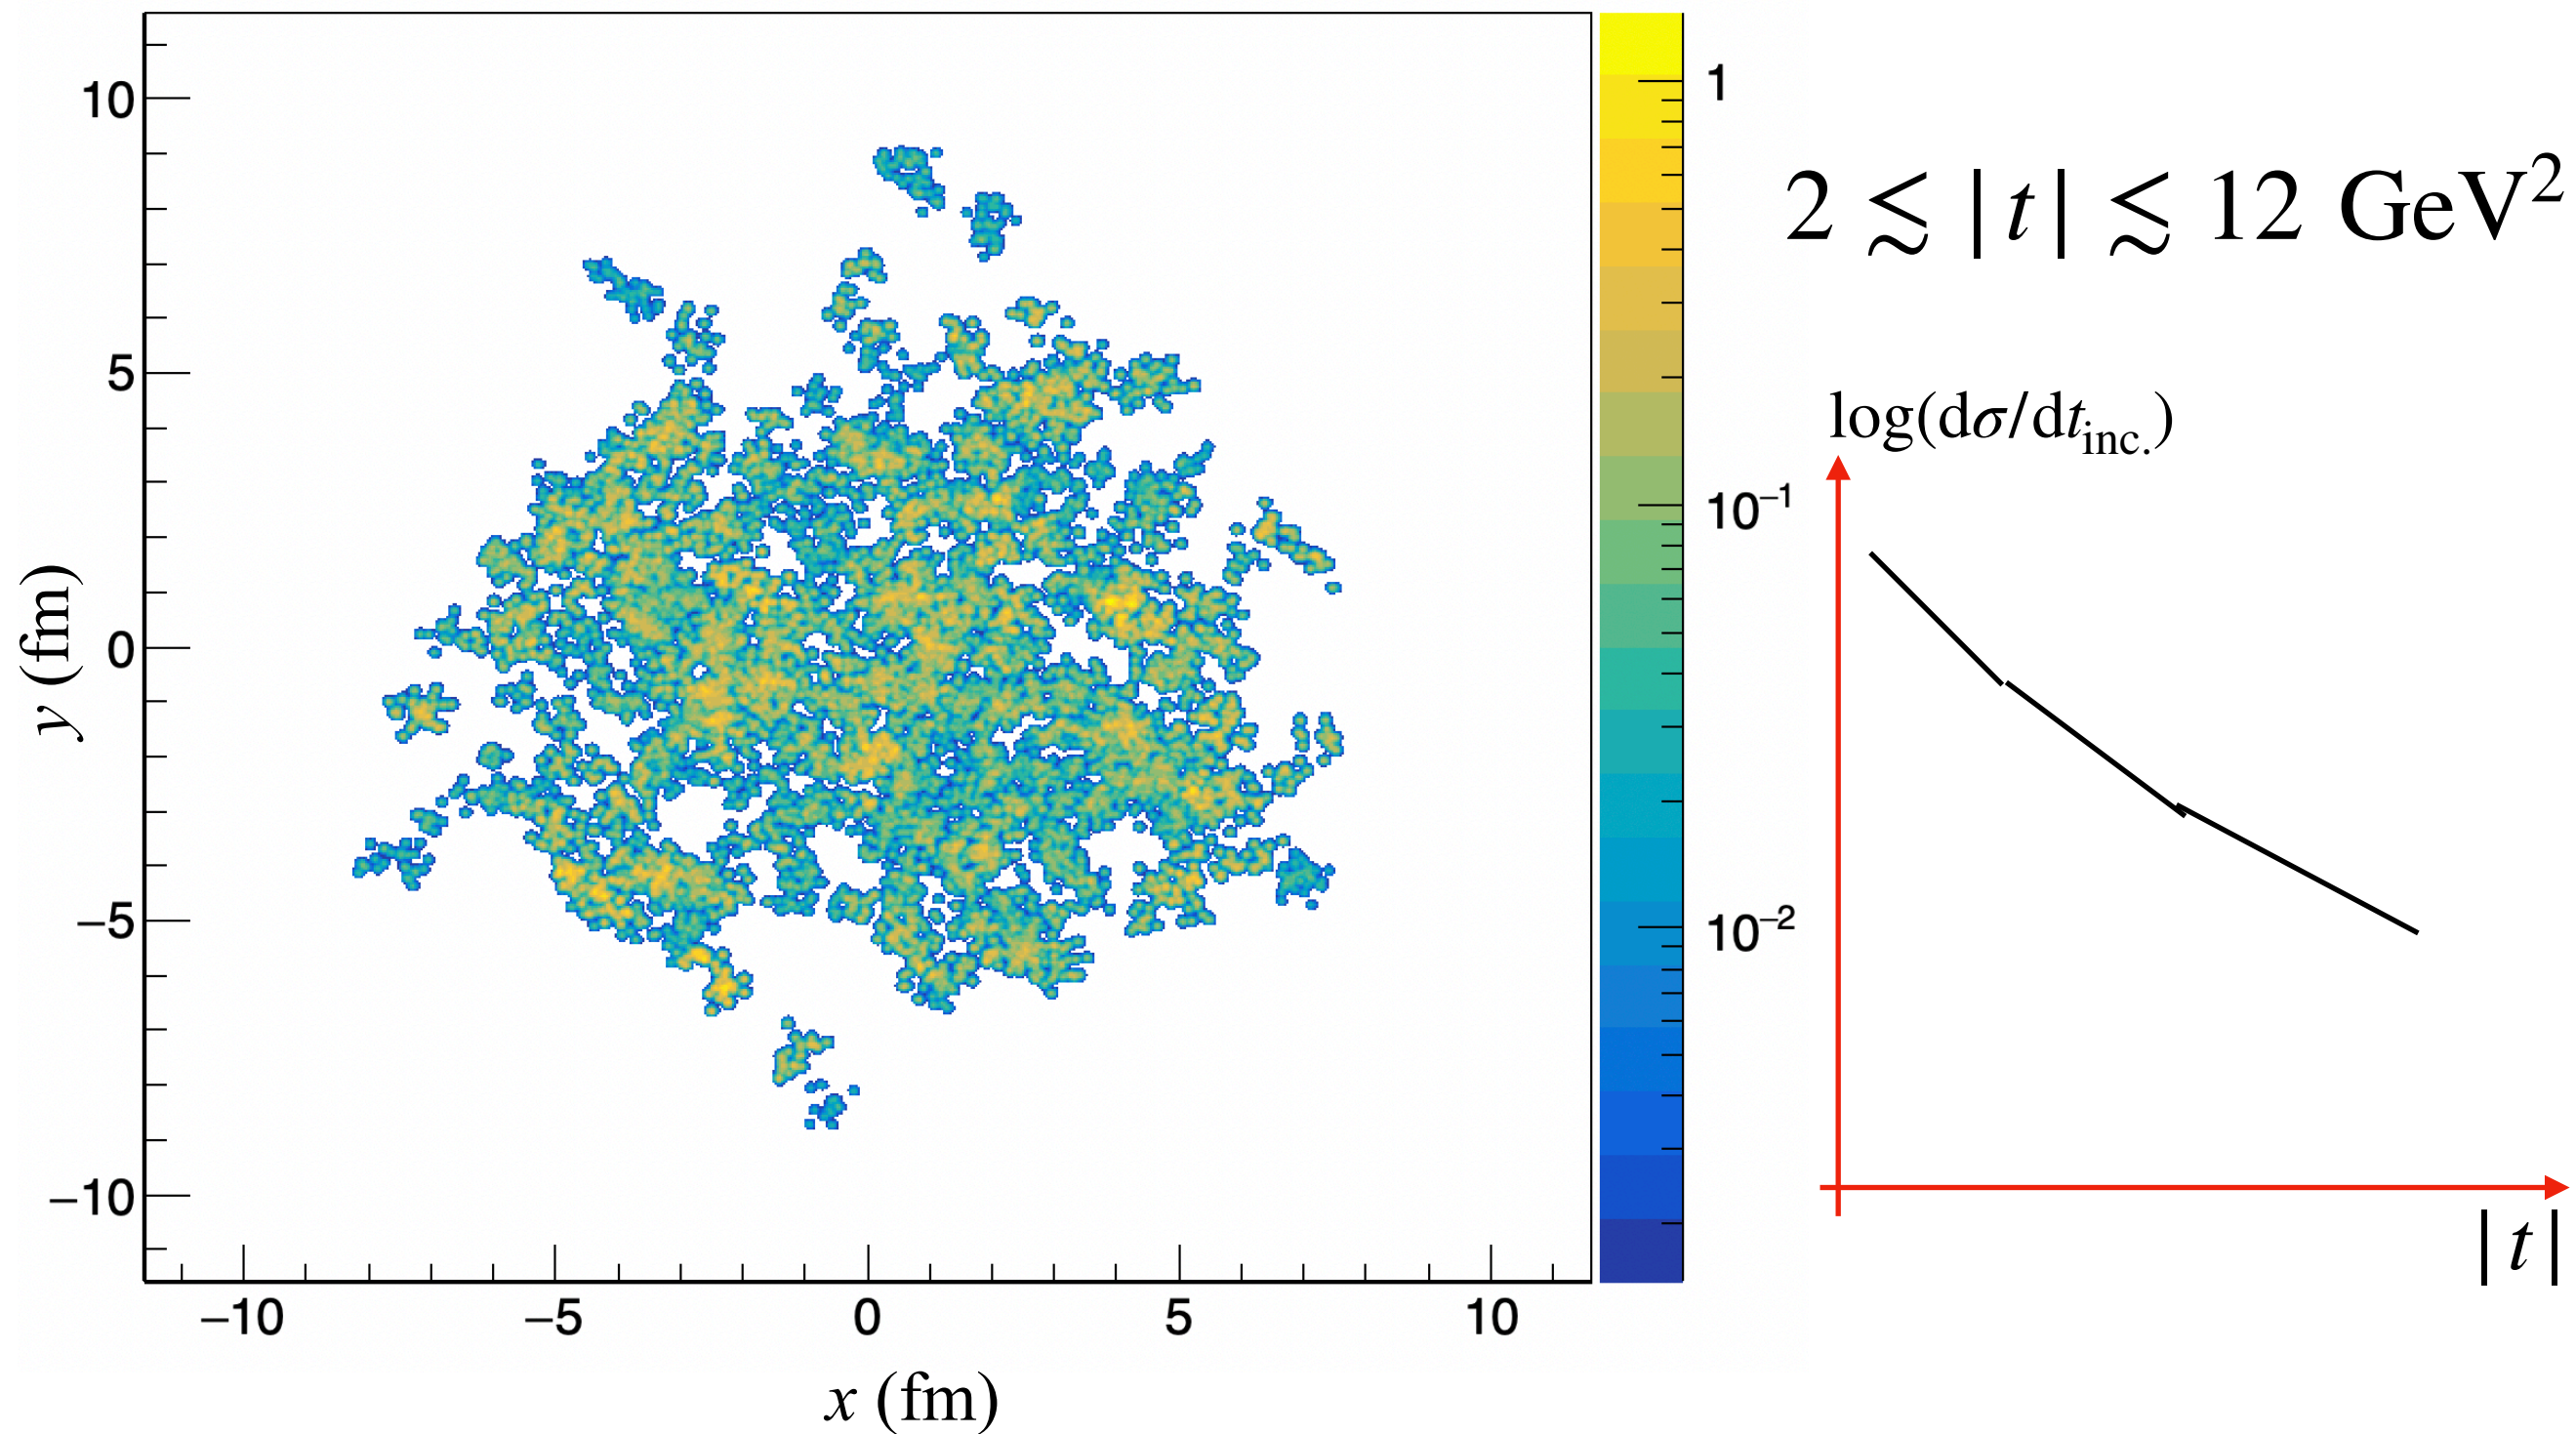 10
5
0
−5
−10
y (fm)
−10 −5 0 5 10
x (fm)
1
10⁻¹
10⁻²
2 ≲ |t| ≲ 12 GeV²
log(dσ/dt_inc.)
|t|